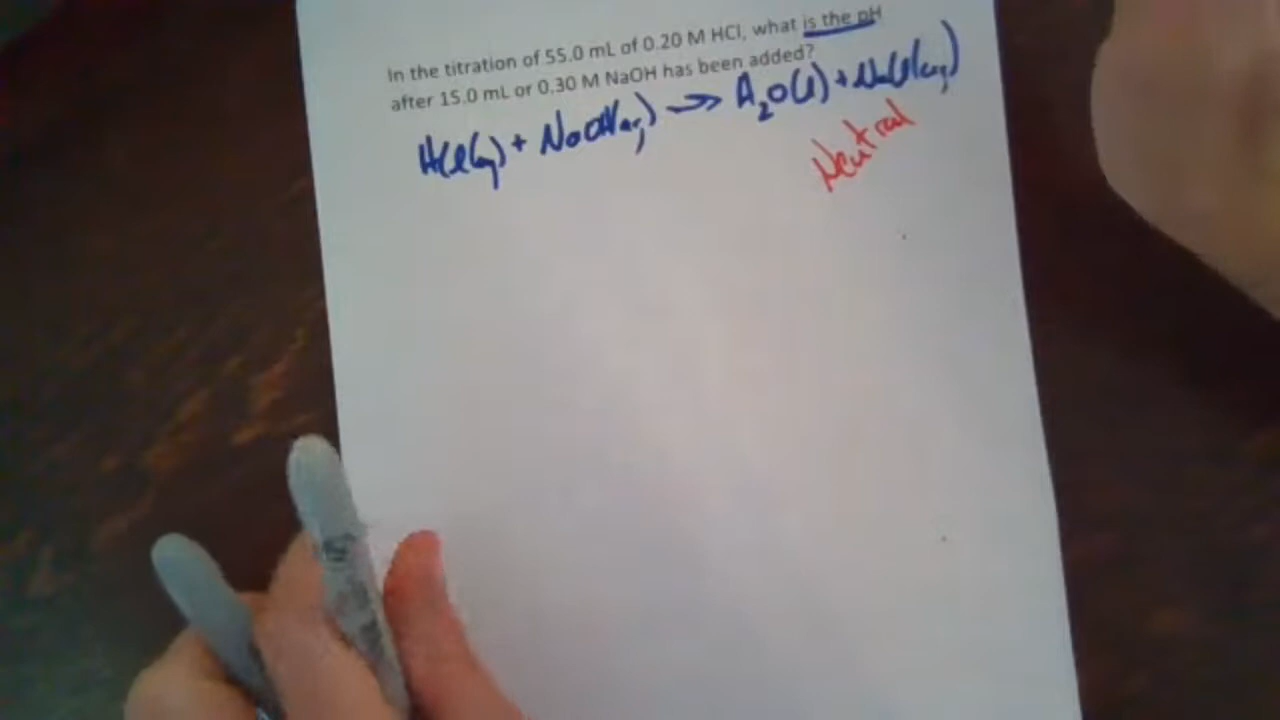 In the titration of 55.0 mL of 0.20 M HCl, what is the pH
after 15.0 mL or 0.30 M NaOH has been added?
HCl(aq) + NaOH(aq) → H₂O(l) + NaCl(aq)
Neutral